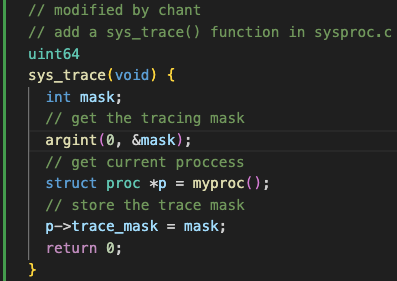 // modified by chant
// add a sys_trace() function in sysproc.c
uint64
sys_trace(void) {
  int mask;
  // get the tracing mask
  argint(0, &mask);
  // get current proccess
  struct proc *p = myproc();
  // store the trace mask
  p->trace_mask = mask;
  return 0;
}